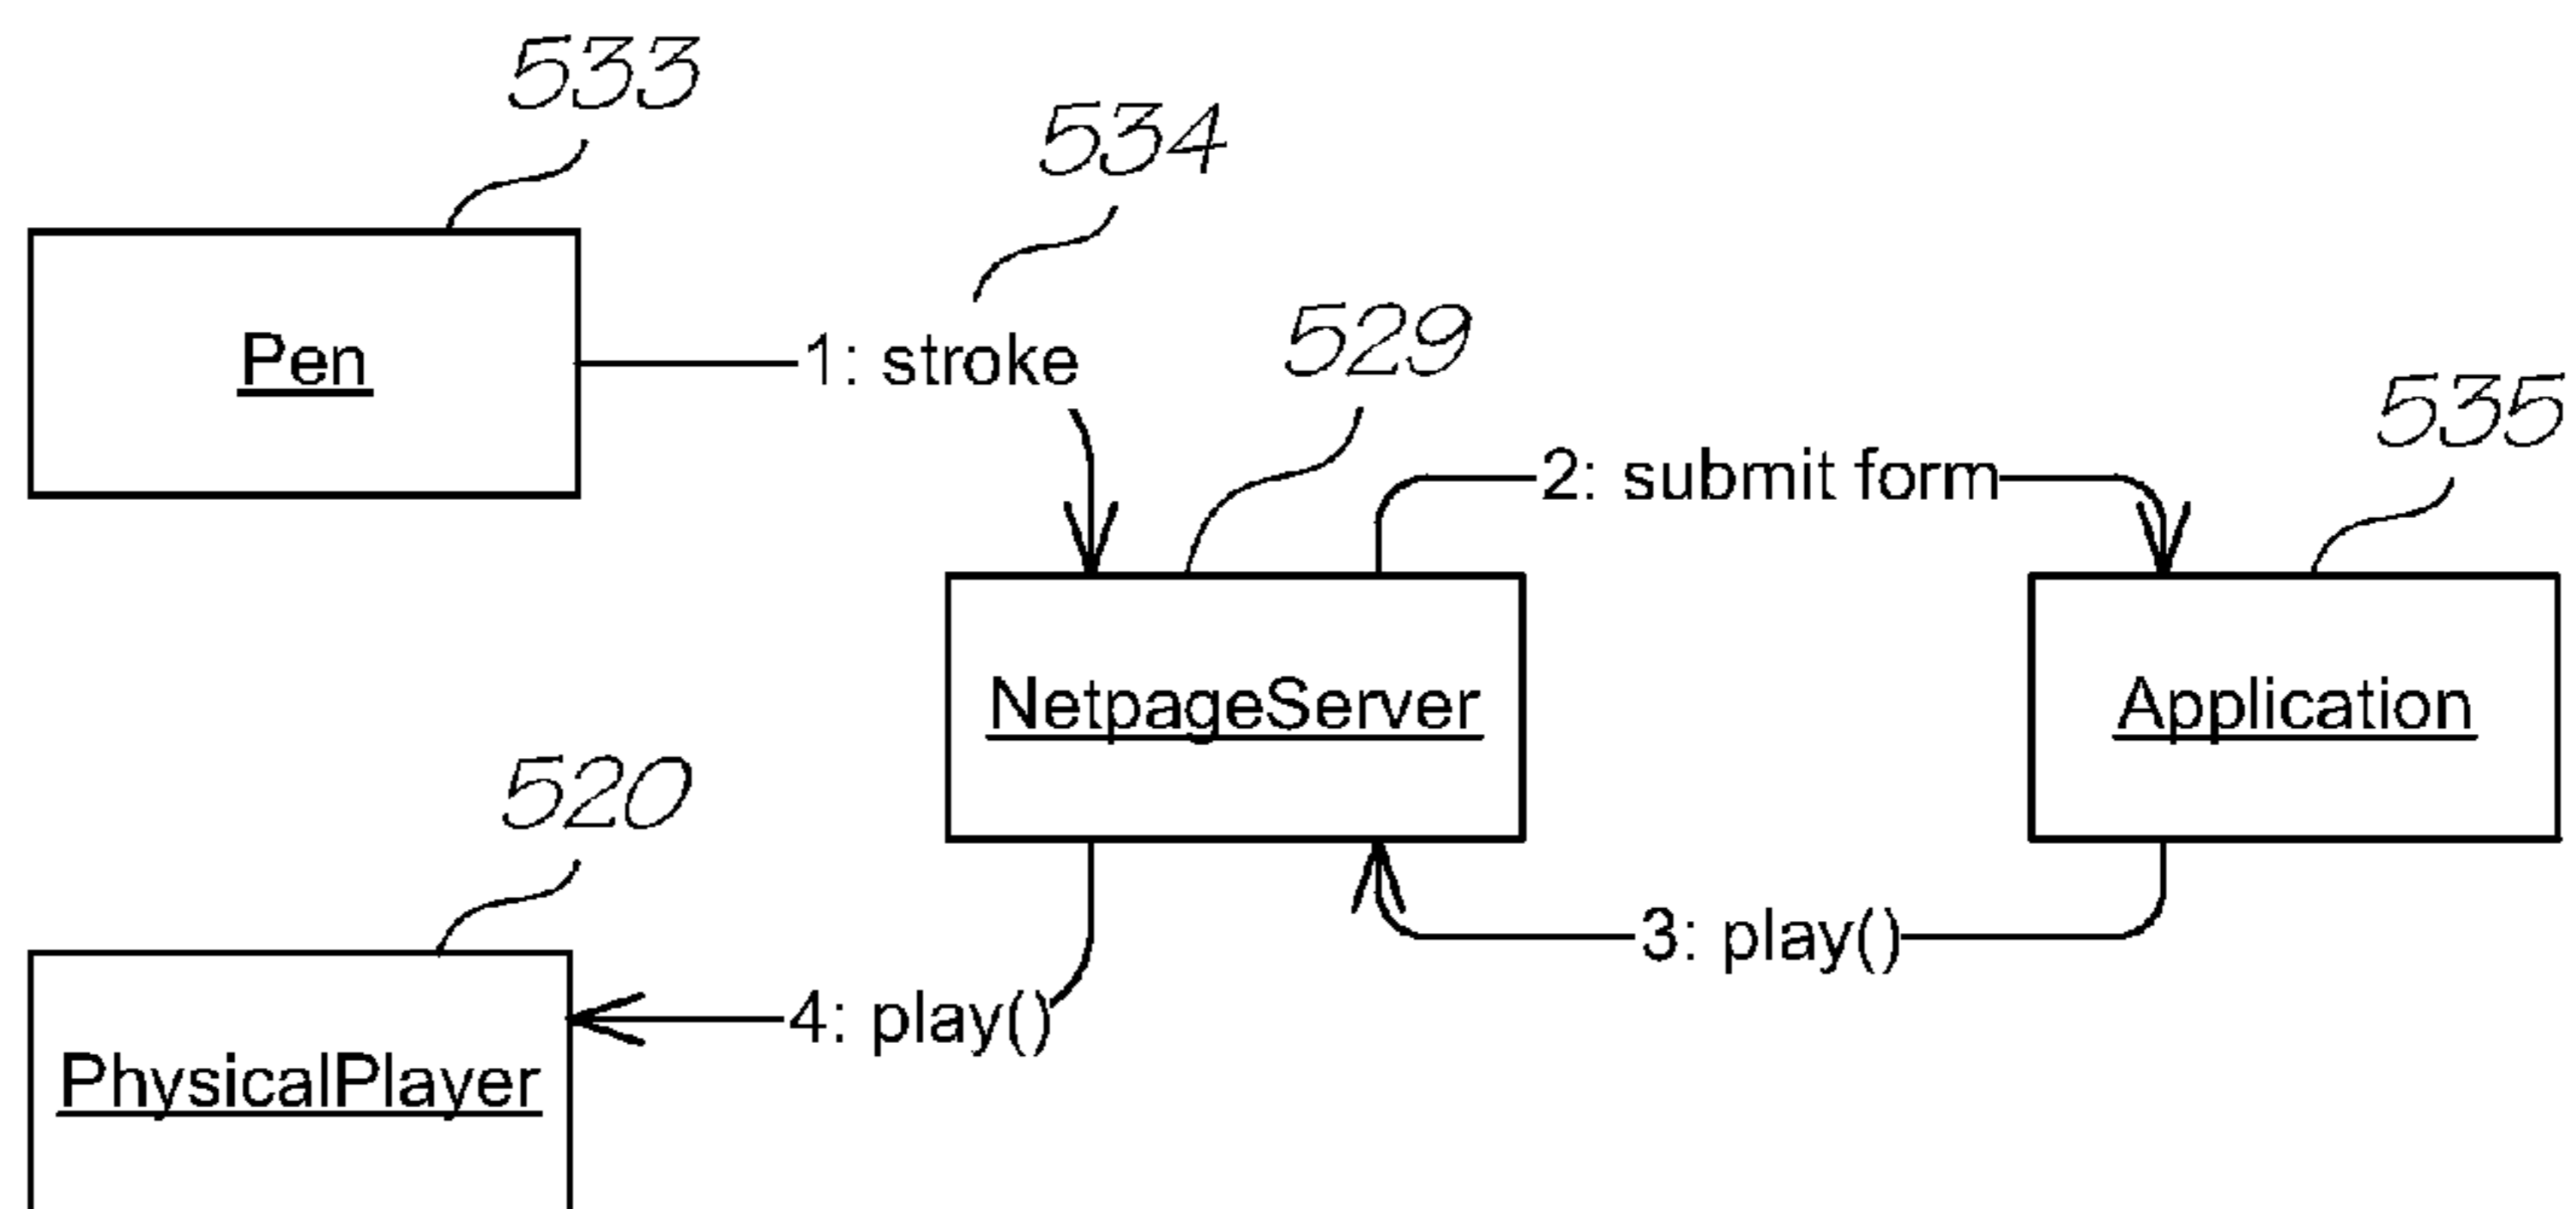 533
534
Pen
1: stroke
529
535
2: submit form
NetpageServer
Application
520
3: play()
4: play()
PhysicalPlayer